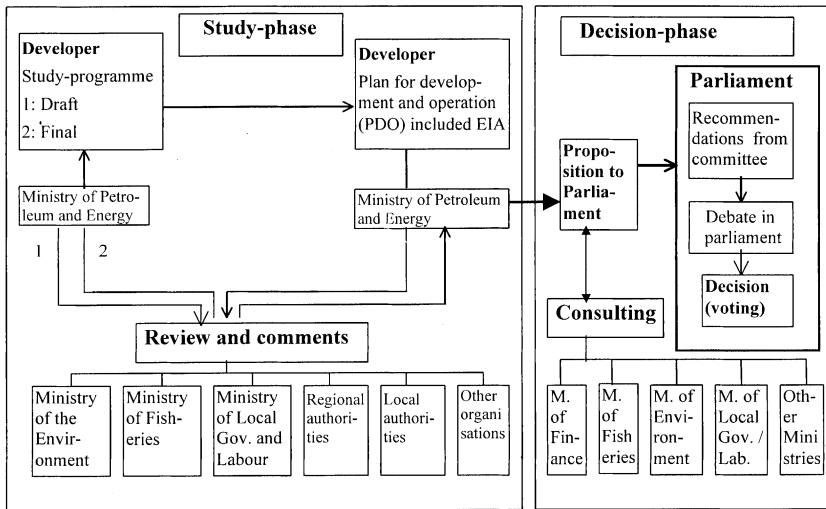 Study-phase
Developer
Study-programme
1: Draft
2: Final
Developer
Plan for develop-
ment and operation
(PDO) included EIA
Ministry of Petro-
leum and Energy
1
2
Ministry of Petroleum
and Energy
Review and comments
Ministry
of the
Envir-
onment
Ministry
of Fish-
eries
Ministry
of Local
Gov. and
Labour
Regional
authori-
ties
Local
authori-
ties
Other
organi
sations
Decision-phase
Propo-
sition to
Parlia-
ment
Parliament
Recommen-
dations from
committee
Debate in
parliament
Decision
(voting)
Consulting
M.
of
Fin-
ance
M.
of
Fish
eries
M. of
Envi-
ron-
ment
M. of
Local
Gov. /
Lab.
Oth-
er
Mini
stries